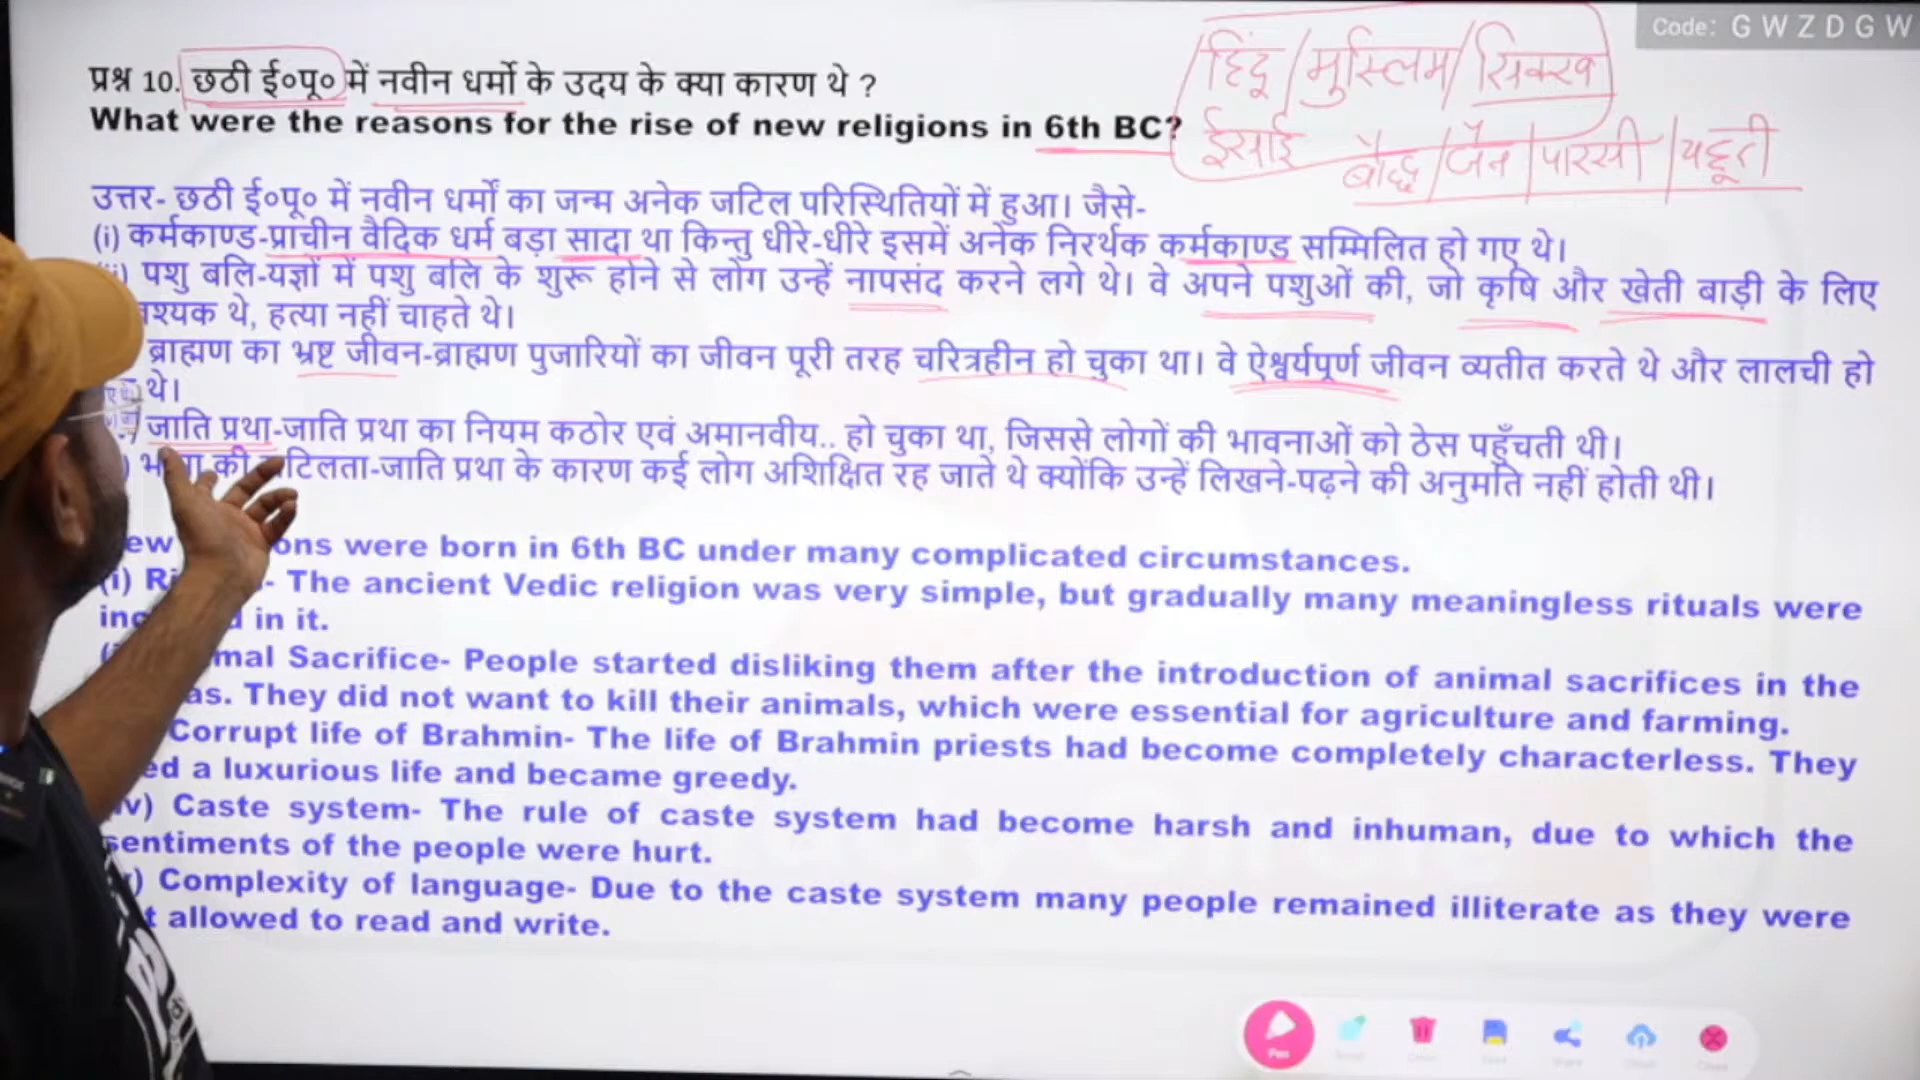 Code: G W Z D G W
हिंदू / मुस्लिम / सिक्ख
ईसाई बौद्ध / जैन / पारसी / यहूदी
प्रश्न 10. छठी ई०पू० में नवीन धर्मो के उदय के क्या कारण थे ?
What were the reasons for the rise of new religions in 6th BC?
उत्तर- छठी ई०पू० में नवीन धर्मों का जन्म अनेक जटिल परिस्थितियों में हुआ। जैसे-
(i) कर्मकाण्ड-प्राचीन वैदिक धर्म बड़ा सादा था किन्तु धीरे-धीरे इसमें अनेक निरर्थक कर्मकाण्ड सम्मिलित हो गए थे।
पशु बलि-यज्ञों में पशु बलि के शुरू होने से लोग उन्हें नापसंद करने लगे थे। वे अपने पशुओं की, जो कृषि और खेती बाड़ी के लिए
थे, हत्या नहीं चाहते थे।
ब्राह्मण का भ्रष्ट जीवन-ब्राह्मण पुजारियों का जीवन पूरी तरह चरित्रहीन हो चुका था। वे ऐश्वर्यपूर्ण जीवन व्यतीत करते थे और लालची हो
थे।
जाति प्रथा-जाति प्रथा का नियम कठोर एवं अमानवीय.. हो चुका था, जिससे लोगों की भावनाओं को ठेस पहुँचती थी।
की जाति प्रथा के कारण कई लोग अशिक्षित रह जाते थे क्योंकि उन्हें लिखने-पढ़ने की अनुमति नहीं होती थी।
were born in 6th BC under many complicated circumstances.
(i) - The ancient Vedic religion was very simple, but gradually many meaningless rituals were
in it.
Sacrifice- People started disliking them after the introduction of animal sacrifices in the
They did not want to kill their animals, which were essential for agriculture and farming.
Corrupt life of Brahmin- The life of Brahmin priests had become completely characterless. They
a luxurious life and became greedy.
iv) Caste system- The rule of caste system had become harsh and inhuman, due to which the
sentiments of the people were hurt.
Complexity of language- Due to the caste system many people remained illiterate as they were
allowed to read and write.
Pen